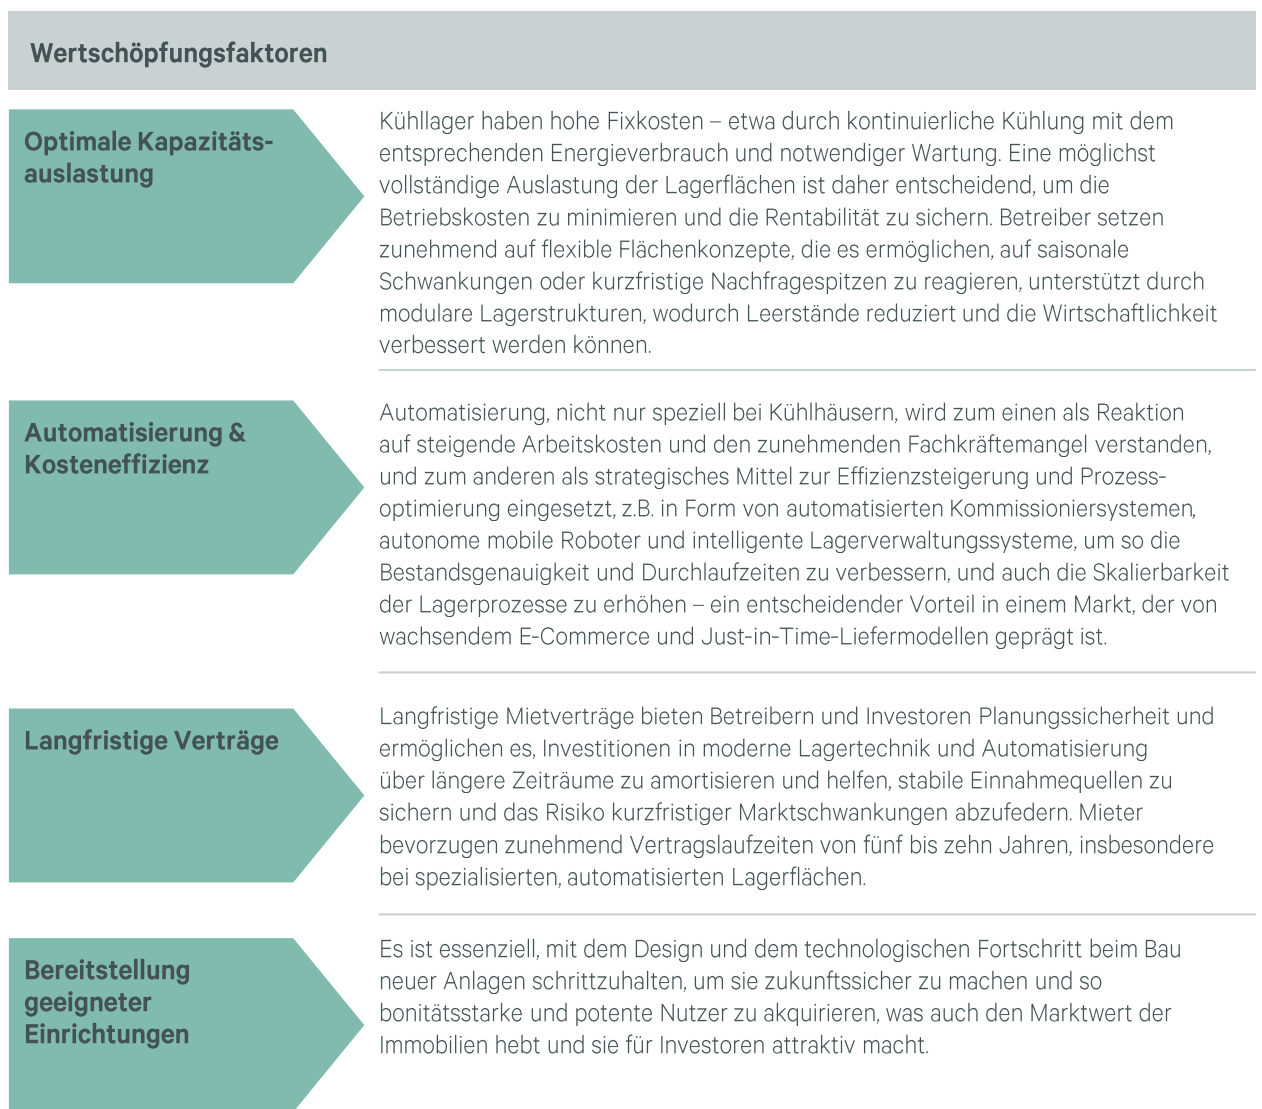 Wertschöpfungsfaktoren
Optimale Kapazitäts-
auslastung
Kühllager haben hohe Fixkosten – etwa durch kontinuierliche Kühlung mit dem
entsprechenden Energieverbrauch und notwendiger Wartung. Eine möglichst
vollständige Auslastung der Lagerflächen ist daher entscheidend, um die
Betriebskosten zu minimieren und die Rentabilität zu sichern. Betreiber setzen
zunehmend auf flexible Flächenkonzepte, die es ermöglichen, auf saisonale
Schwankungen oder kurzfristige Nachfragespitzen zu reagieren, unterstützt durch
modulare Lagerstrukturen, wodurch Leerstände reduziert und die Wirtschaftlichkeit
verbessert werden können.
Automatisierung &
Kosteneffizienz
Automatisierung, nicht nur speziell bei Kühlhäusern, wird zum einen als Reaktion
auf steigende Arbeitskosten und den zunehmenden Fachkräftemangel verstanden,
und zum anderen als strategisches Mittel zur Effizienzsteigerung und Prozess-
optimierung eingesetzt, z.B. in Form von automatisierten Kommissioniersystemen,
autonome mobile Roboter und intelligente Lagerverwaltungssysteme, um so die
Bestandsgenauigkeit und Durchlaufzeiten zu verbessern, und auch die Skalierbarkeit
der Lagerprozesse zu erhöhen – ein entscheidender Vorteil in einem Markt, der von
wachsendem E-Commerce und Just-in-Time-Liefermodellen geprägt ist.
Langfristige Verträge
Langfristige Mietverträge bieten Betreibern und Investoren Planungssicherheit und
ermöglichen es, Investitionen in moderne Lagertechnik und Automatisierung
über längere Zeiträume zu amortisieren und helfen, stabile Einnahmequellen zu
sichern und das Risiko kurzfristiger Marktschwankungen abzufedern. Mieter
bevorzugen zunehmend Vertragslaufzeiten von fünf bis zehn Jahren, insbesondere
bei spezialisierten, automatisierten Lagerflächen.
Bereitstellung
geeigneter
Einrichtungen
Es ist essenziell, mit dem Design und dem technologischen Fortschritt beim Bau
neuer Anlagen schrittzuhalten, um sie zukunftssicher zu machen und so
bonitätsstarke und potente Nutzer zu akquirieren, was auch den Marktwert der
Immobilien hebt und sie für Investoren attraktiv macht.